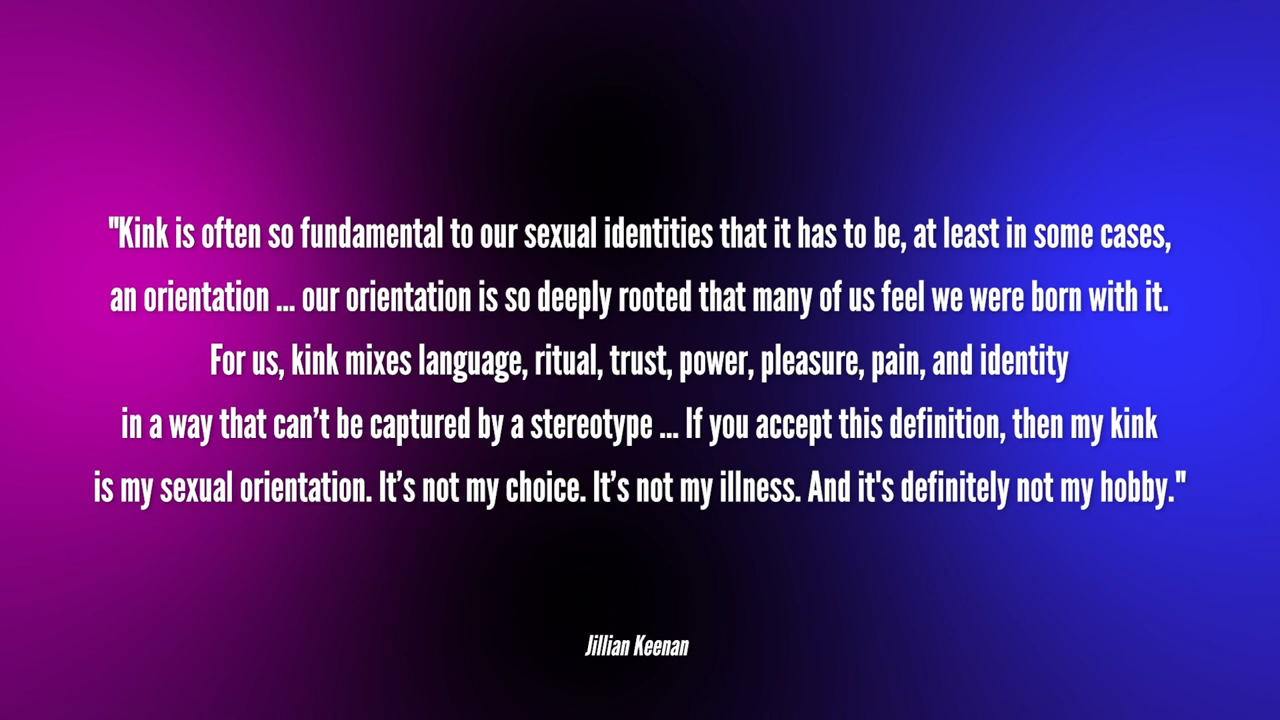 "Kink is often so fundamental to our sexual identities that it has to be, at least in some cases,
an orientation ... our orientation is so deeply rooted that many of us feel we were born with it.
For us, kink mixes language, ritual, trust, power, pleasure, pain, and identity
in a way that can’t be captured by a stereotype ... If you accept this definition, then my kink
is my sexual orientation. It’s not my choice. It’s not my illness. And it's definitely not my hobby."
Jillian Keenan